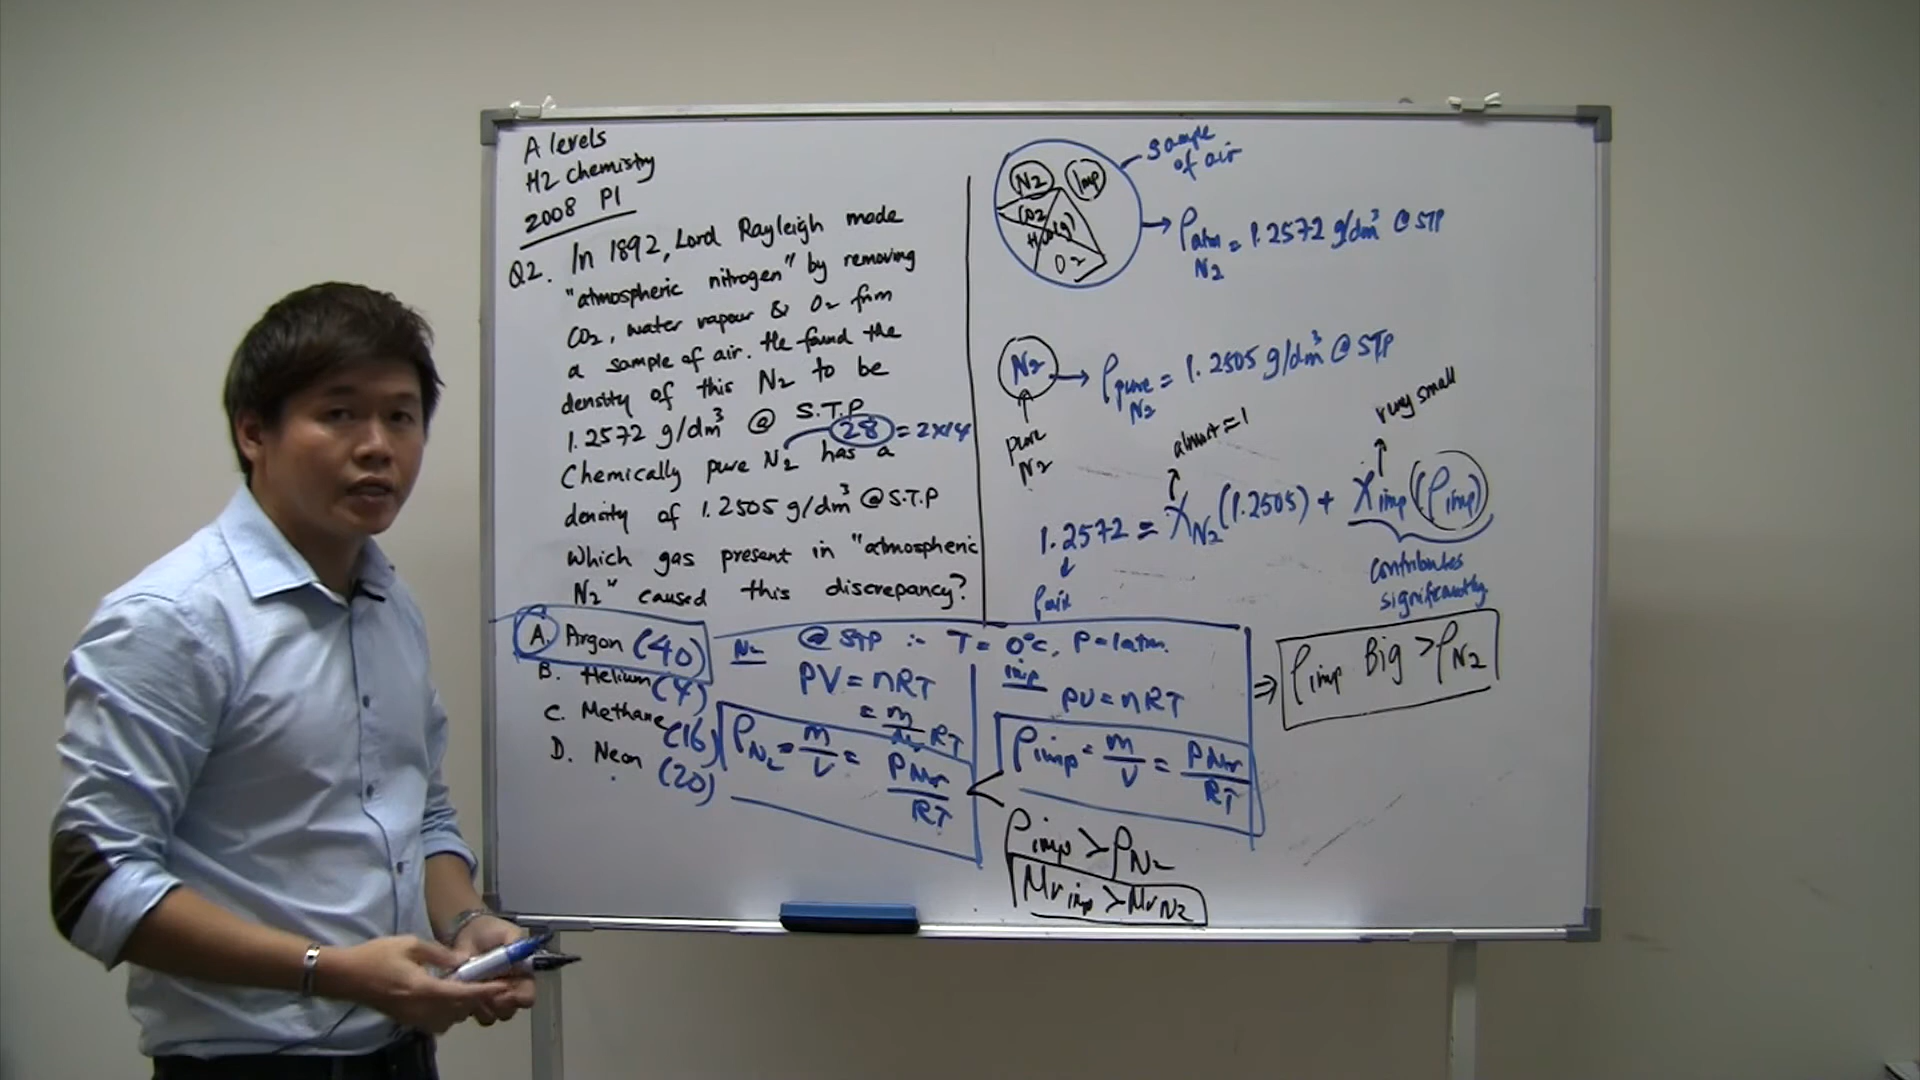 A levels
H2 chemistry
2008 P1
Q2. In 1892, Lord Rayleigh made
"atmospheric nitrogen" by removing
CO2, water vapour & O2 from
a sample of air. He found the
density of this N2 to be
1.2572 g/dm³ @ S.T.P
28 = 2×14
Chemically pure N2 has a
density of 1.2505 g/dm³ @ S.T.P
Which gas present in "atmospheric
N2" caused this discrepancy?
A. Argon (40)
B. Helium (4)
C. Methane (16)
D. Neon (20)
N2 Imp
CO2
H2O(g)
O2
sample
of air
ρatm N2 = 1.2572 g/dm³ @ STP
N2
pure
N2
ρpure N2 = 1.2505 g/dm³ @ STP
almost = 1
very small
1.2572 = XN2 (1.2505) + Ximp (ρimp)
ρair
contributes
significantly
N2 @ STP :- T = 0°C, P = 1atm.
PV = nRT
= m/Mr RT
ρN2 = m/V = PMr/RT
imp
PV = nRT
ρimp = m/V = PMr/RT
⇒ ρimp Big > ρN2
ρimp > ρN2
Mr imp > Mr N2